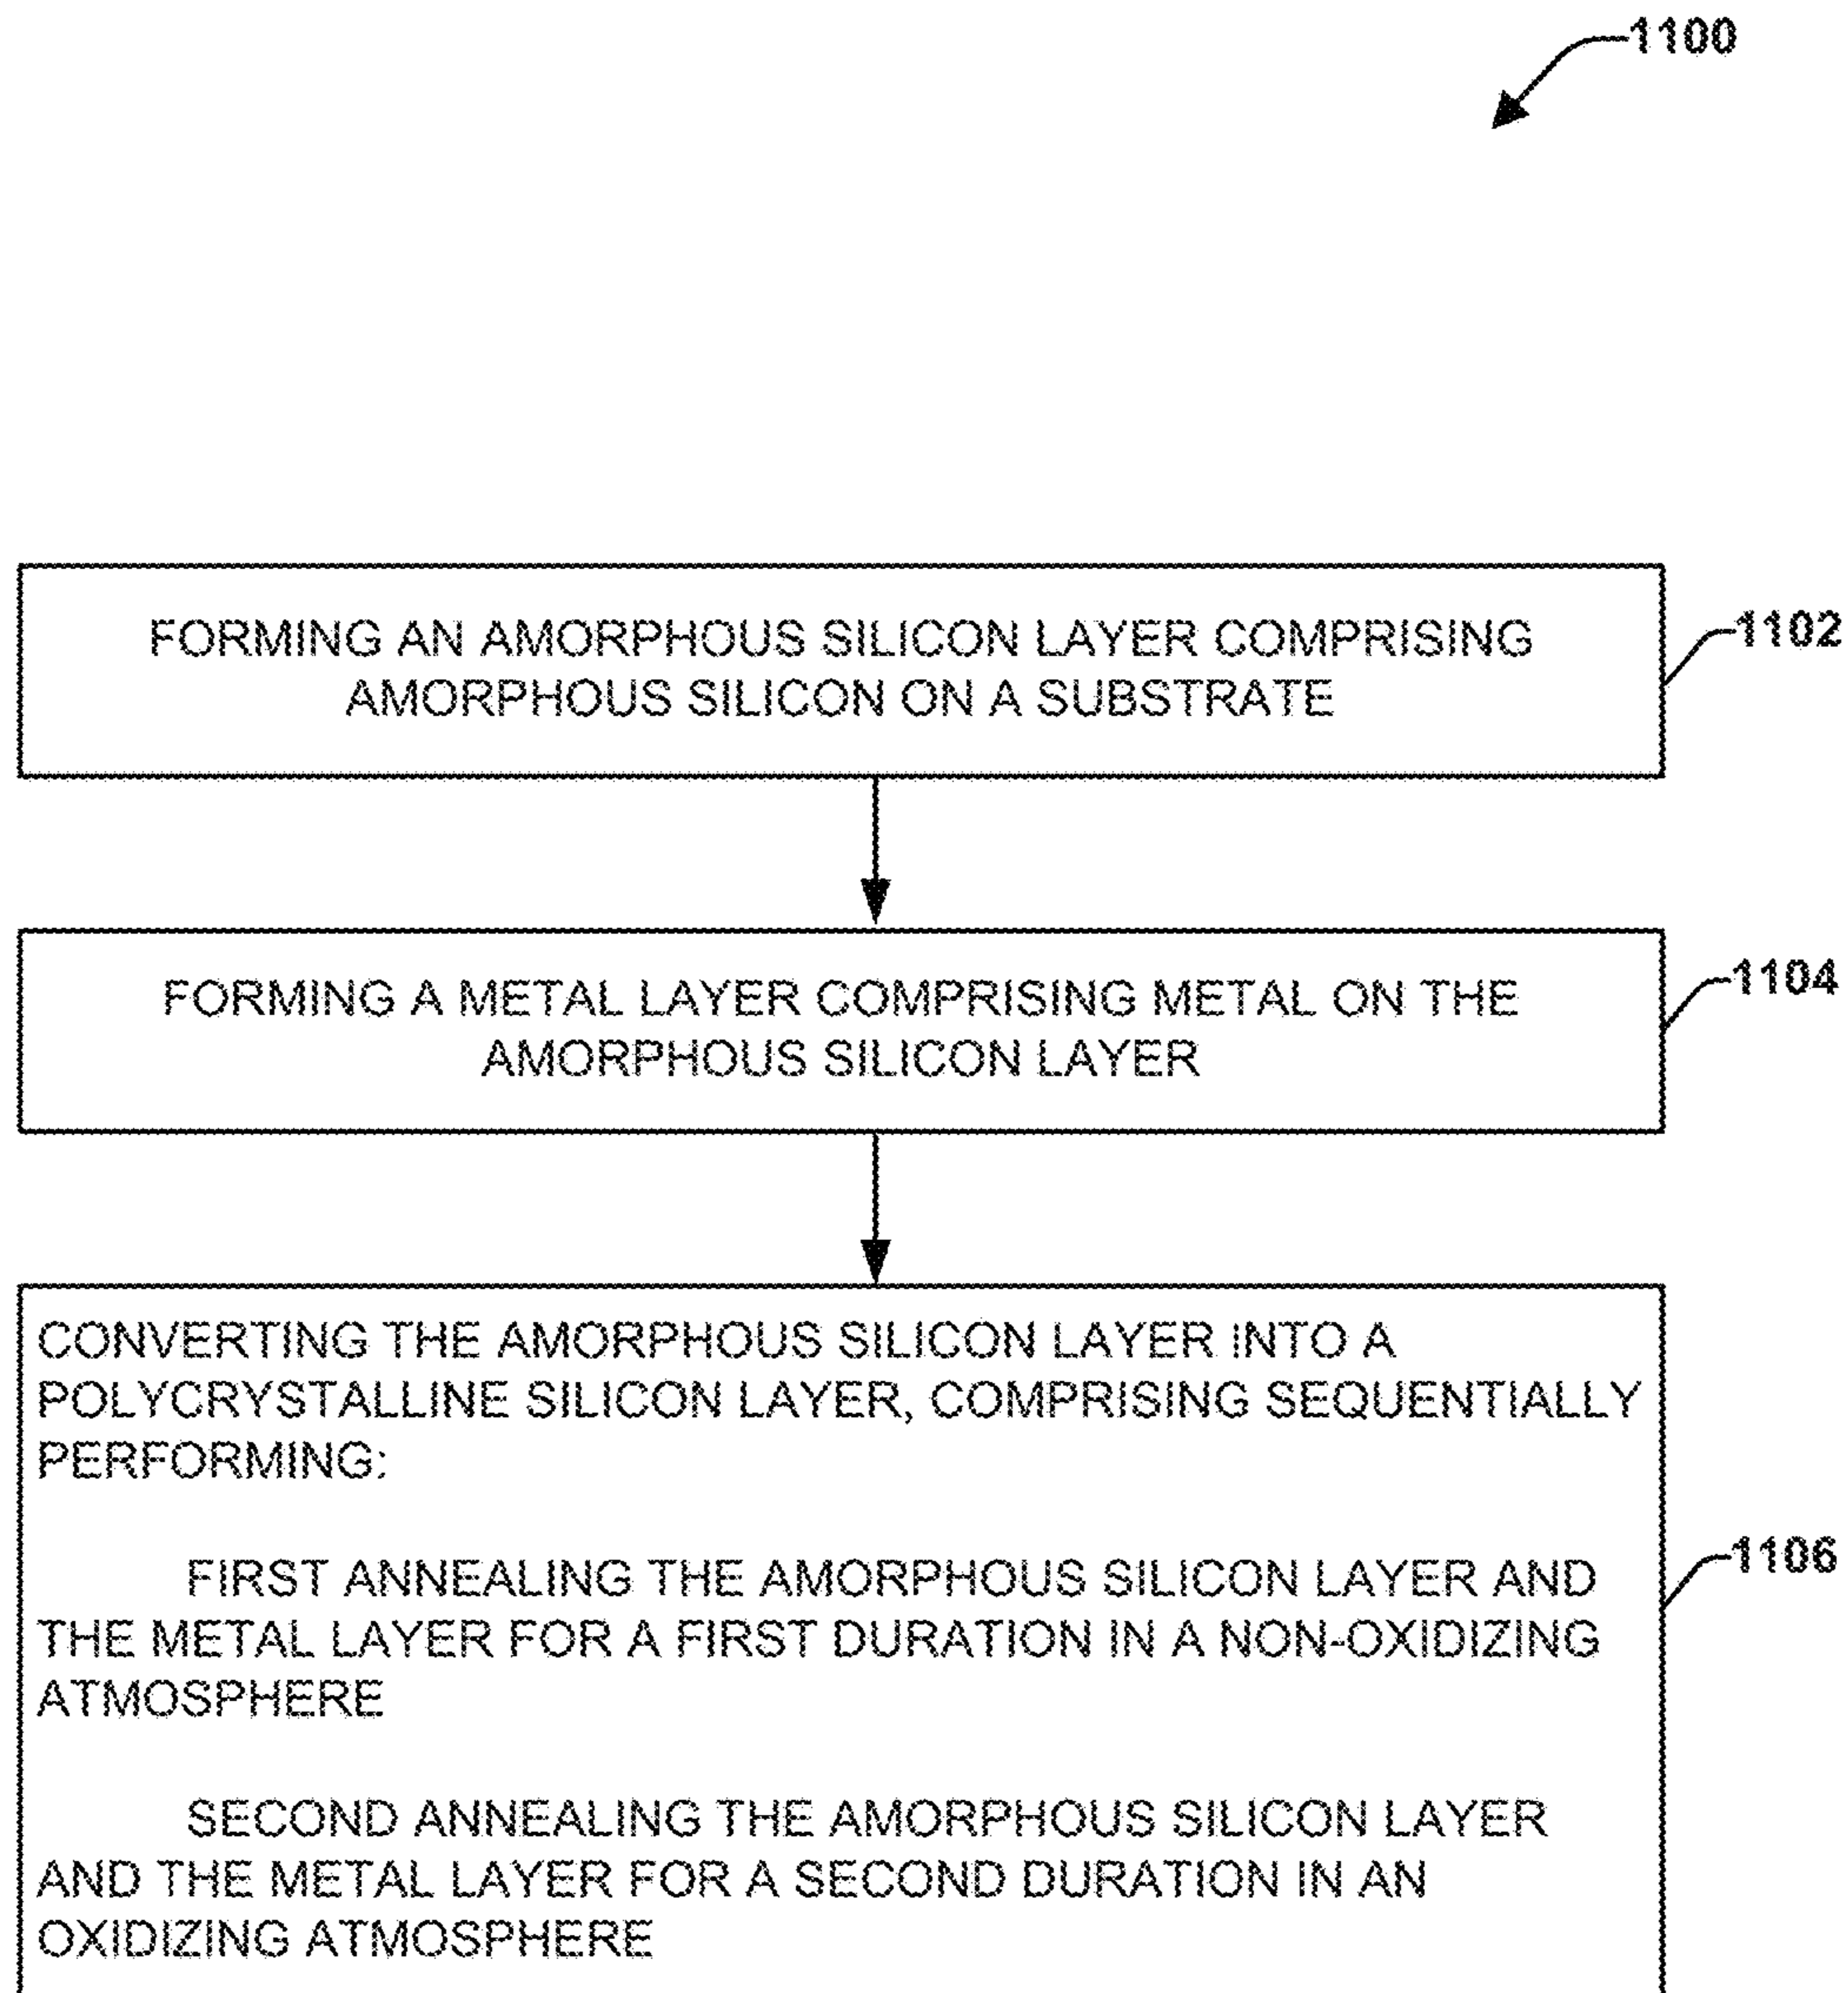 1100
FORMING AN AMORPHOUS SILICON LAYER COMPRISING
AMORPHOUS SILICON ON A SUBSTRATE
1102
FORMING A METAL LAYER COMPRISING METAL ON THE
AMORPHOUS SILICON LAYER
1104
CONVERTING THE AMORPHOUS SILICON LAYER INTO A
POLYCRYSTALLINE SILICON LAYER, COMPRISING SEQUENTIALLY
PERFORMING:
FIRST ANNEALING THE AMORPHOUS SILICON LAYER AND
THE METAL LAYER FOR A FIRST DURATION IN A NON-OXIDIZING
ATMOSPHERE
SECOND ANNEALING THE AMORPHOUS SILICON LAYER
AND THE METAL LAYER FOR A SECOND DURATION IN AN
OXIDIZING ATMOSPHERE
1106